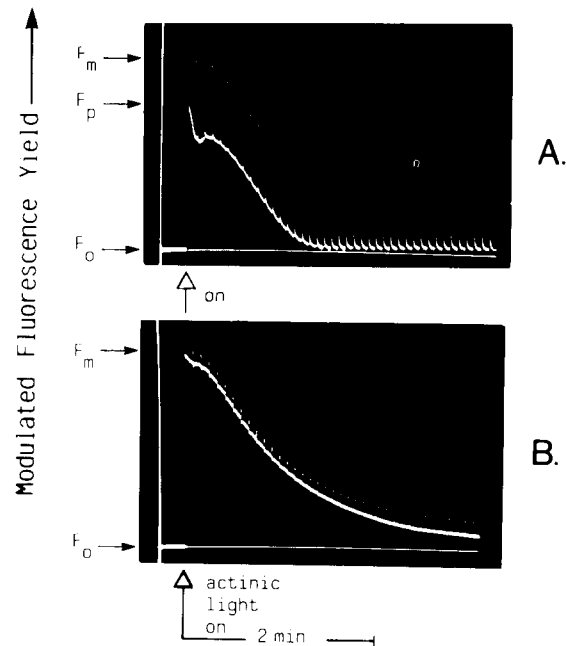 Modulated Fluorescence Yield
Fm
Fp
Fo
A.
on
Fm
Fo
B.
actinic
light
on
2 min